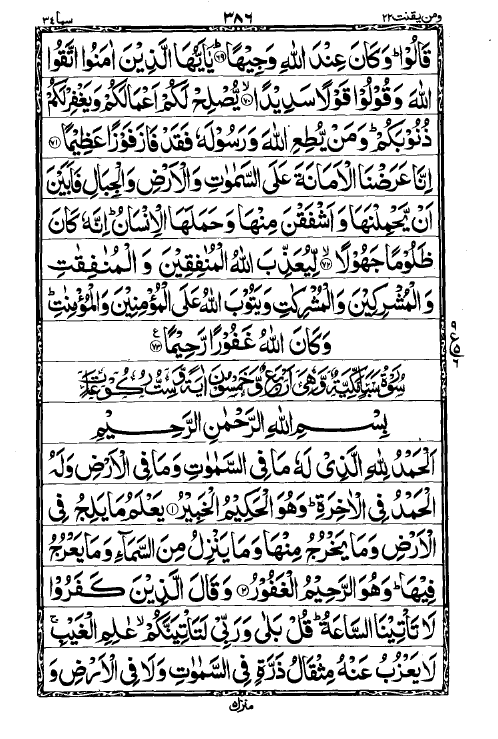 ومن یقنت ٢٢ ٣٨٦ سبا ٣٤
قَالُوْا ؕ وَكَانَ عِنْدَ اللّٰهِ وَجِيْهًا ؕ﴿۶۹﴾ يٰۤاَيُّهَا الَّذِيْنَ اٰمَنُوا اتَّقُوا
اللّٰهَ وَقُوْلُوْا قَوْلًا سَدِيْدًا ۙ﴿۷۰﴾ يُّصْلِحْ لَكُمْ اَعْمَالَكُمْ وَيَغْفِرْ لَكُمْ
ذُنُوْبَكُمْ ؕ وَمَنْ يُّطِعِ اللّٰهَ وَرَسُوْلَهٗ فَقَدْ فَازَ فَوْزًا عَظِيْمًا ﴿۷۱﴾
اِنَّا عَرَضْنَا الْاَمَانَةَ عَلَى السَّمٰوٰتِ وَالْاَرْضِ وَالْجِبَالِ فَاَبَيْنَ
اَنْ يَّحْمِلْنَهَا وَاَشْفَقْنَ مِنْهَا وَحَمَلَهَا الْاِنْسَانُ ؕ اِنَّهٗ كَانَ
ظَلُوْمًا جَهُوْلًا ۙ﴿۷۲﴾ لِّيُعَذِّبَ اللّٰهُ الْمُنٰفِقِيْنَ وَ الْمُنٰفِقٰتِ
وَالْمُشْرِكِيْنَ وَالْمُشْرِكٰتِ وَيَتُوْبَ اللّٰهُ عَلَى الْمُؤْمِنِيْنَ وَالْمُؤْمِنٰتِ ؕ
وَكَانَ اللّٰهُ غَفُوْرًا رَّحِيْمًا ﴿۷۳﴾ ع
سُوْرَةُ سَبَاٍ مَّكِّيَّةٌ وَّهِيَ اَرْبَعٌ وَّخَمْسُوْنَ اٰيَةً وَّسِتُّ رُكُوْعَاتٍ
بِسْمِ اللّٰهِ الرَّحْمٰنِ الرَّحِيْمِ
اَلْحَمْدُ لِلّٰهِ الَّذِيْ لَهٗ مَا فِي السَّمٰوٰتِ وَمَا فِي الْاَرْضِ وَلَهُ
الْحَمْدُ فِي الْاٰخِرَةِ ؕ وَهُوَ الْحَكِيْمُ الْخَبِيْرُ ﴿۱﴾ يَعْلَمُ مَا يَلِجُ فِي
الْاَرْضِ وَمَا يَخْرُجُ مِنْهَا وَمَا يَنْزِلُ مِنَ السَّمَآءِ وَمَا يَعْرُجُ
فِيْهَا ؕ وَهُوَ الرَّحِيْمُ الْغَفُوْرُ ﴿۲﴾ وَقَالَ الَّذِيْنَ كَفَرُوْا
لَا تَاْتِيْنَا السَّاعَةُ ؕ قُلْ بَلٰى وَرَبِّيْ لَتَاْتِيَنَّكُمْ ۙ عٰلِمِ الْغَيْبِ ۚ
لَا يَعْزُبُ عَنْهُ مِثْقَالُ ذَرَّةٍ فِي السَّمٰوٰتِ وَلَا فِي الْاَرْضِ وَ
منزل ٥